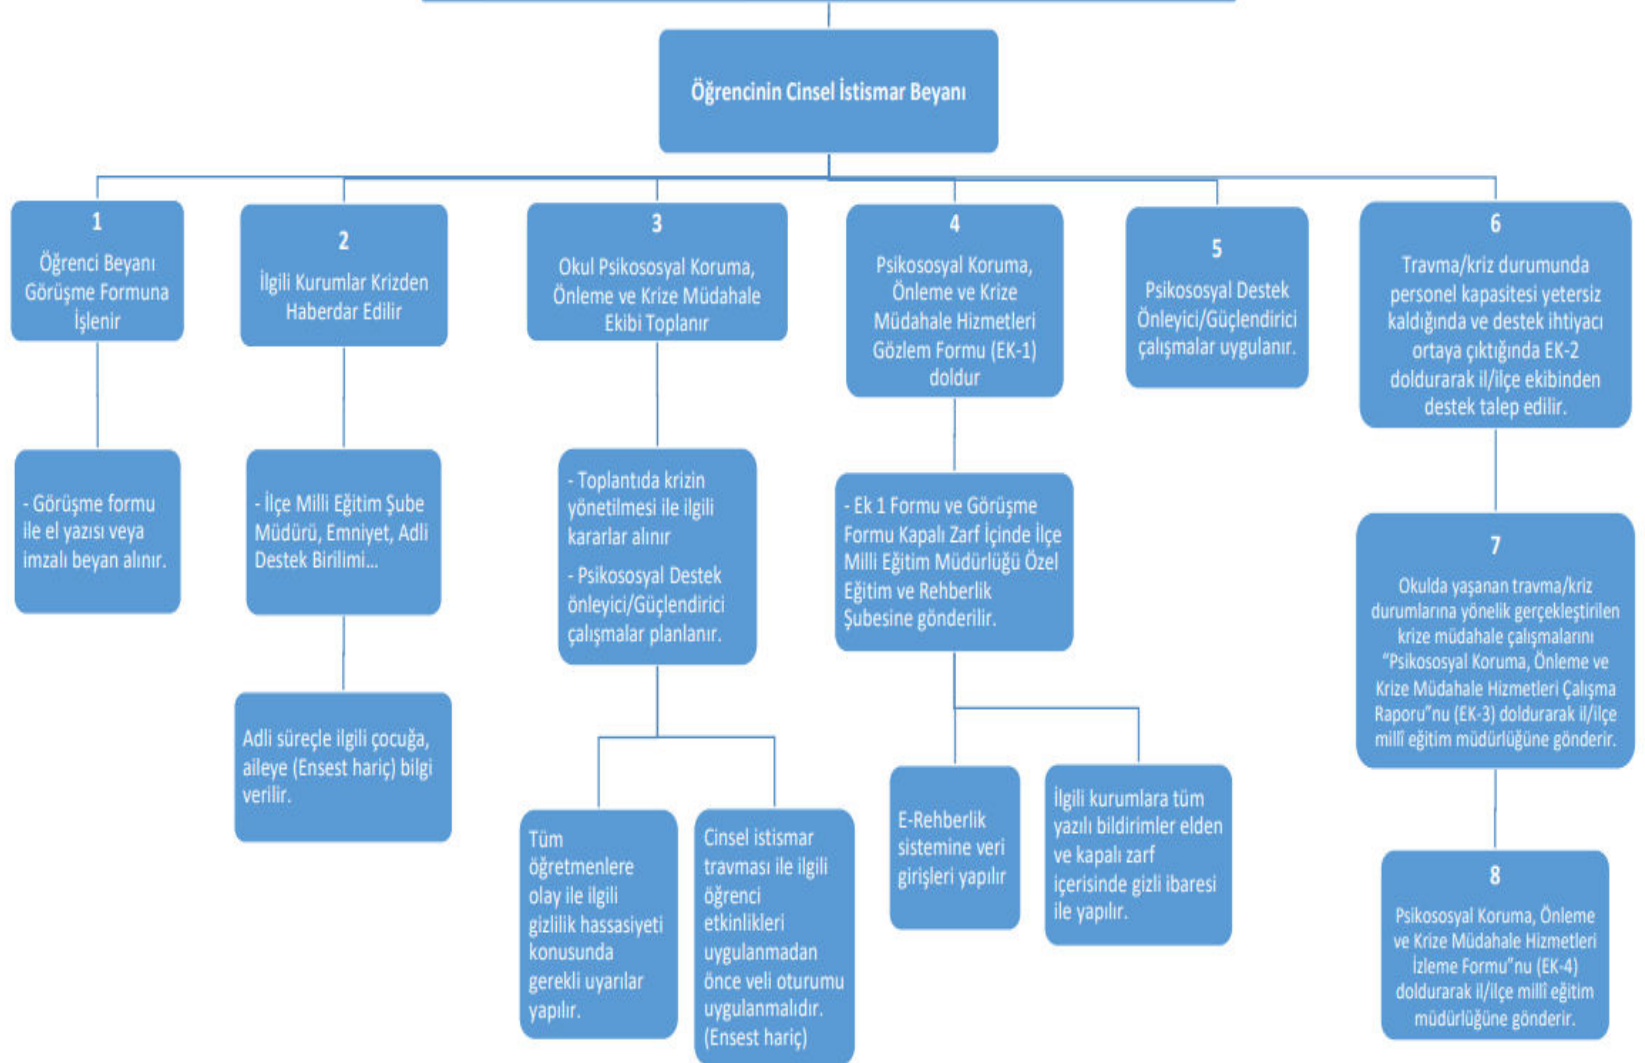 Öğrencinin Cinsel İstismar Beyanı
1
Öğrenci Beyanı
Görüşme Formuna
İşlenir
- Görüşme formu
ile el yazısı veya
imzalı beyan alınır.
2
İlgili Kurumlar Krizden
Haberdar Edilir
- İlçe Milli Eğitim Şube
Müdürü, Emniyet, Adli
Destek Birilimi...
Adli süreçle ilgili çocuğa,
aileye (Ensest hariç) bilgi
verilir.
3
Okul Psikososyal Koruma,
Önleme ve Krize Müdahale
Ekibi Toplanır
- Toplantıda krizin
yönetilmesi ile ilgili
kararlar alınır
- Psikososyal Destek
önleyici/Güçlendirici
çalışmalar planlanır.
Tüm
öğretmenlere
olay ile ilgili
gizlilik hassasiyeti
konusunda
gerekli uyarılar
yapılır.
Cinsel istismar
travması ile ilgili
öğrenci
etkinlikleri
uygulanmadan
önce veli oturumu
uygulanmalıdır.
(Ensest hariç)
4
Psikososyal Koruma,
Önleme ve Krize
Müdahale Hizmetleri
Gözlem Formu (EK-1)
doldur
- Ek 1 Formu ve Görüşme
Formu Kapalı Zarf İçinde İlçe
Milli Eğitim Müdürlüğü Özel
Eğitim ve Rehberlik
Şubesine gönderilir.
E-Rehberlik
sistemine veri
girişleri yapılır
İlgili kurumlara tüm
yazılı bildirimler elden
ve kapalı zarf
içerisinde gizli ibaresi
ile yapılır.
5
Psikososyal Destek
Önleyici/Güçlendirici
çalışmalar uygulanır.
6
Travma/kriz durumunda
personel kapasitesi yetersiz
kaldığında ve destek ihtiyacı
ortaya çıktığında EK-2
doldurarak il/ilçe ekibinden
destek talep edilir.
7
Okulda yaşanan travma/kriz
durumlarına yönelik gerçekleştirilen
krize müdahale çalışmalarını
“Psikososyal Koruma, Önleme ve
Krize Müdahale Hizmetleri Çalışma
Raporu”nu (EK-3) doldurarak il/ilçe
millî eğitim müdürlüğüne gönderir.
8
Psikososyal Koruma, Önleme
ve Krize Müdahale Hizmetleri
İzleme Formu”nu (EK-4)
doldurarak il/ilçe millî eğitim
müdürlüğüne gönderir.